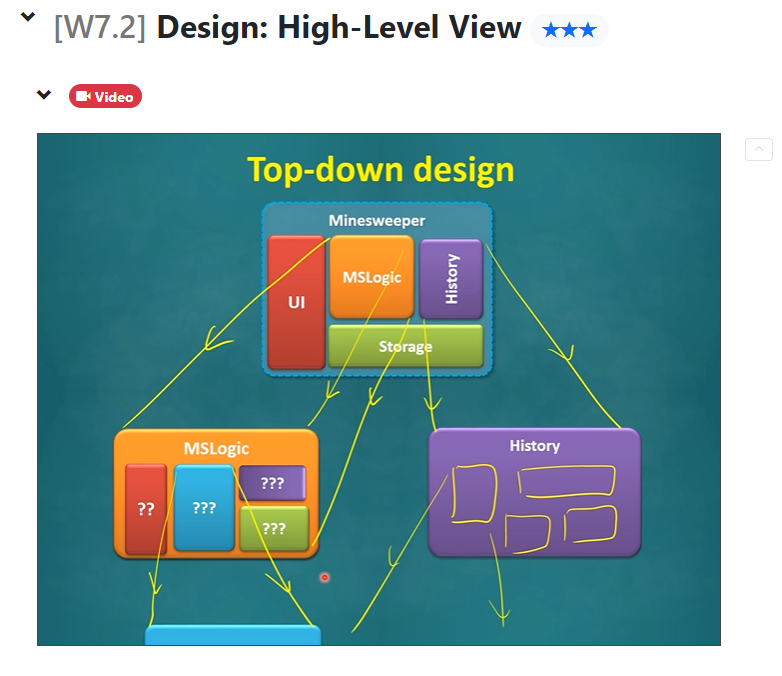 [W7.2] Design: High-Level View ★★★
Video
Top-down design
Minesweeper
UI
MSLogic
History
Storage
MSLogic
??
???
???
???
History